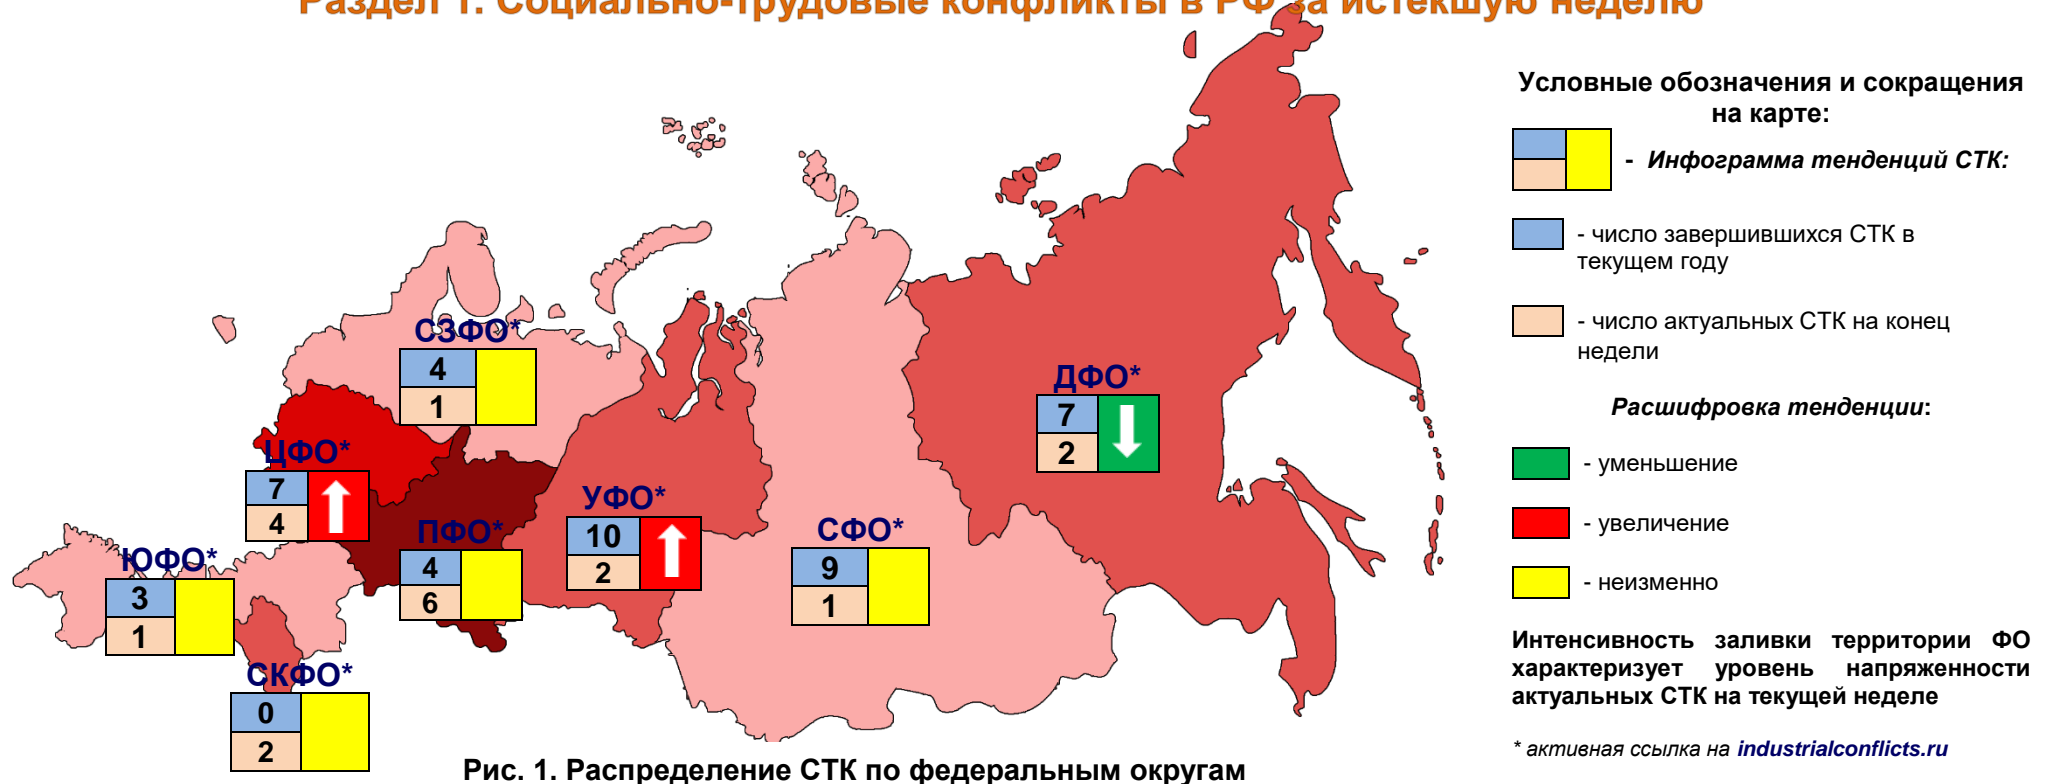 Раздел 1. Социально-трудовые конфликты в РФ за истекшую неделю
Условные обозначения и сокращения
на карте:
- Инфограмма тенденций СТК:
- число завершившихся СТК в
текущем году
- число актуальных СТК на конец
недели
Расшифровка тенденции:
- уменьшение
- увеличение
- неизменно
Интенсивность заливки территории ФО
характеризует уровень напряженности
актуальных СТК на текущей неделе
* активная ссылка на industrialconflicts.ru
СЗФО*
4
1
ДФО*
7
2
ЦФО*
7
4
УФО*
10
2
ПФО*
4
6
СФО*
9
1
ЮФО*
3
1
СКФО*
0
2
Рис. 1. Распределение СТК по федеральным округам